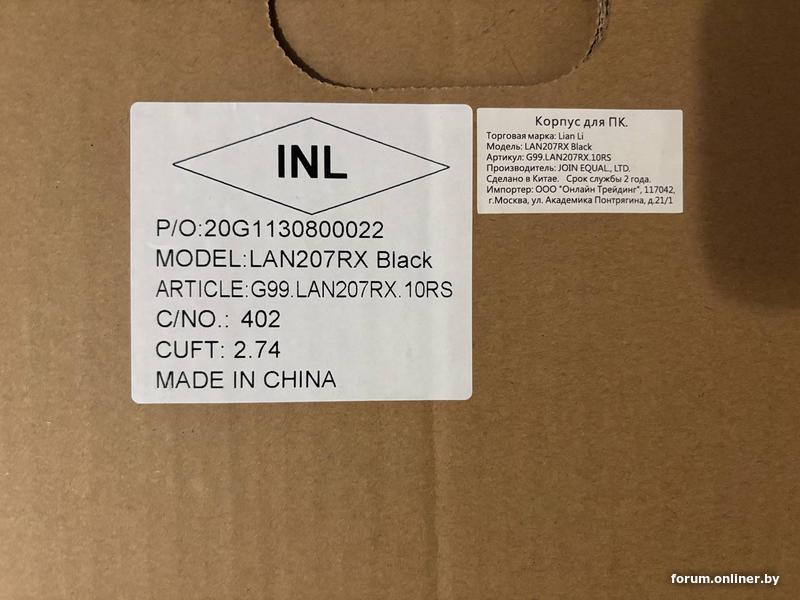 INL
P/O:20G1130800022
MODEL:LAN207RX Black
ARTICLE:G99.LAN207RX.10RS
C/NO.: 402
CUFT: 2.74
MADE IN CHINA
Корпус для ПК.
Торговая марка: Lian Li
Модель: LAN207RX Black
Артикул: G99.LAN207RX.10RS
Производитель: JOIN EQUAL., LTD.
Сделано в Китае. Срок службы 2 года.
Импортер: ООО "Онлайн Трейдинг", 117042,
г.Москва, ул. Академика Понтрягина, д.21/1
forum.onliner.by